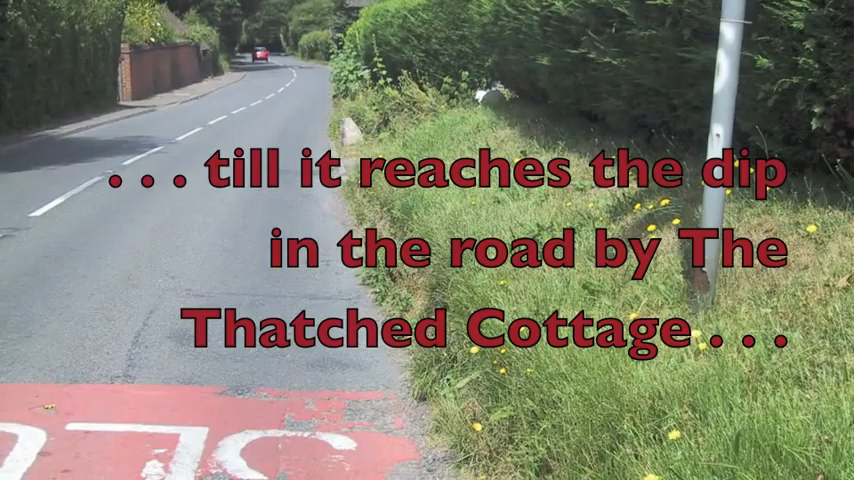 . . . till it reaches the dip
in the road by The
Thatched Cottage . . .